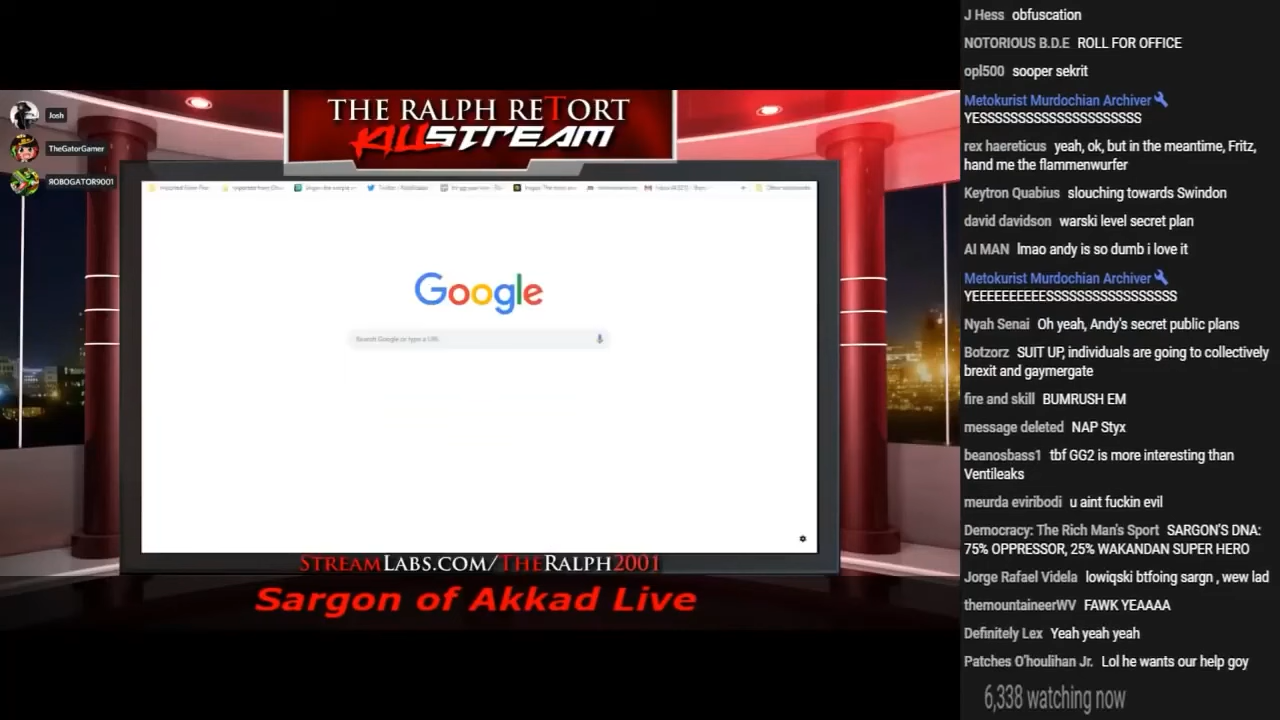 Josh
TheGatorGamer
ROBOGATOR9001
THE RALPH RETORT
KILLSTREAM
Google
Search Google or type a URL
STREAMLABS.COM/THERALPH2001
Sargon of Akkad Live
J Hess obfuscation
NOTORIOUS B.D.E ROLL FOR OFFICE
opl500 sooper sekrit
Metokurist Murdochian Archiver
YESSSSSSSSSSSSSSSSSSSSS
rex haereticus yeah, ok, but in the meantime, Fritz,
hand me the flammenwurfer
Keytron Quabius slouching towards Swindon
david davidson warski level secret plan
AI MAN lmao andy is so dumb i love it
Metokurist Murdochian Archiver
YEEEEEEEEEESSSSSSSSSSSSSSSSS
Nyah Senai Oh yeah, Andy's secret public plans
Botzorz SUIT UP, individuals are going to collectively
brexit and gaymergate
fire and skill BUMRUSH EM
message deleted NAP Styx
beanosbass1 tbf GG2 is more interesting than
Ventileaks
meurda eviribodi u aint fuckin evil
Democracy: The Rich Man's Sport SARGON'S DNA:
75% OPPRESSOR, 25% WAKANDAN SUPER HERO
Jorge Rafael Videla lowiqski btfoing sargn , wew lad
themountaineerWV FAWK YEAAAA
Definitely Lex Yeah yeah yeah
Patches O'houlihan Jr. Lol he wants our help goy
6,338 watching now